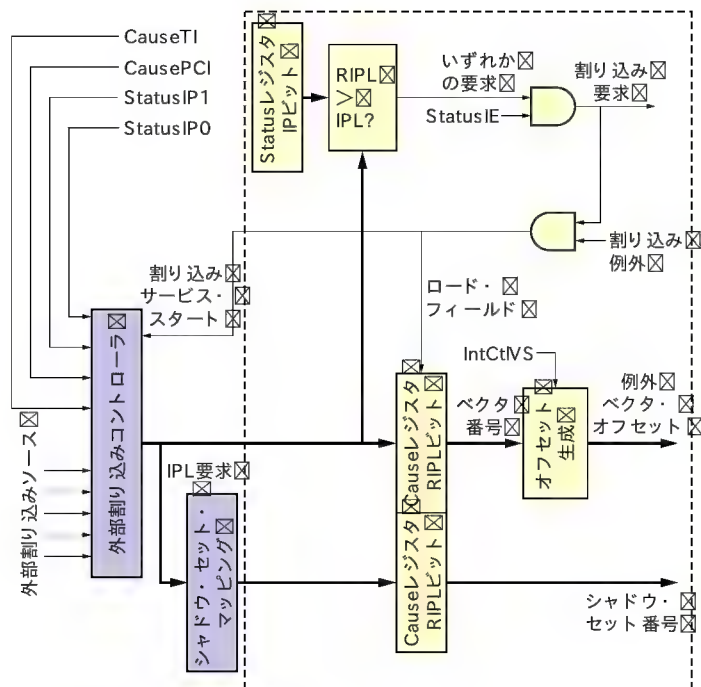 CauseTI
CausePCI
StatusIP1
StatusIP0
Statusレジスタ
IPビット
RIPL
＞
IPL?
いずれか
の要求
StatusIE
割り込み
要求
割り込み
例外
割り込み
サービス・
スタート
ロード・
フィールド
IntCtlVS
外部割り込みソース
外部割り込みコントローラ
IPL要求
シャドウ・セット・
マッピング
Causeレジスタ
RIPLビット
ベクタ
番号
オフセット
生成
例外
ベクタ・
オフセット
Causeレジスタ
RIPLビット
シャドウ・
セット番号